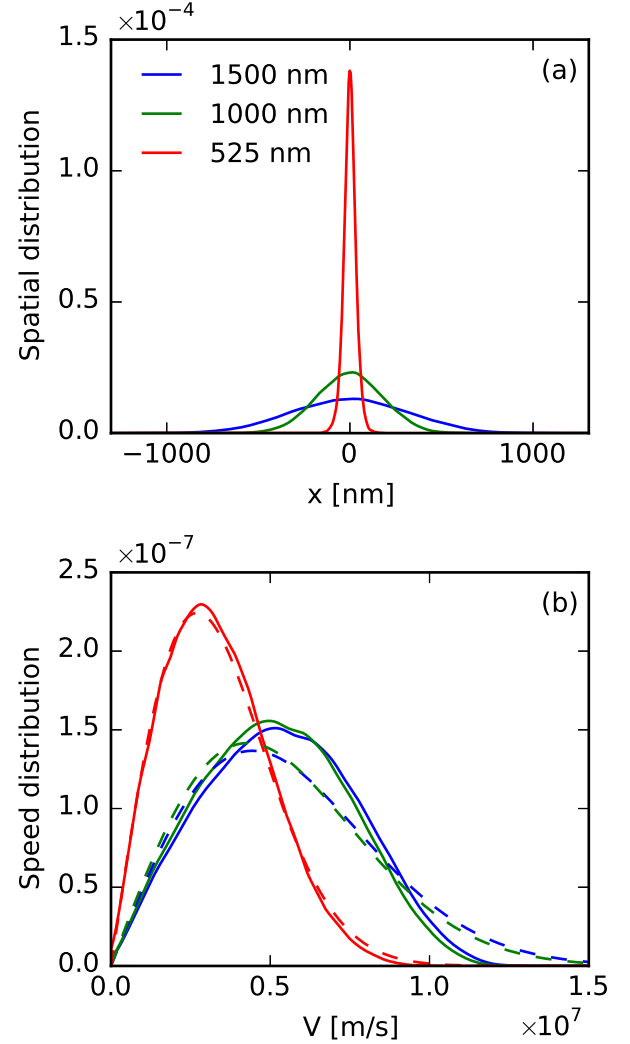 ×10⁻⁴
1.5
(a)
1500 nm
1000 nm
525 nm
1.0
0.5
0.0
Spatial distribution
−1000 0 1000
x [nm]
×10⁻⁷
2.5
(b)
2.0
1.5
1.0
0.5
0.0
Speed distribution
0.0 0.5 1.0 1.5
V [m/s]
×10⁷